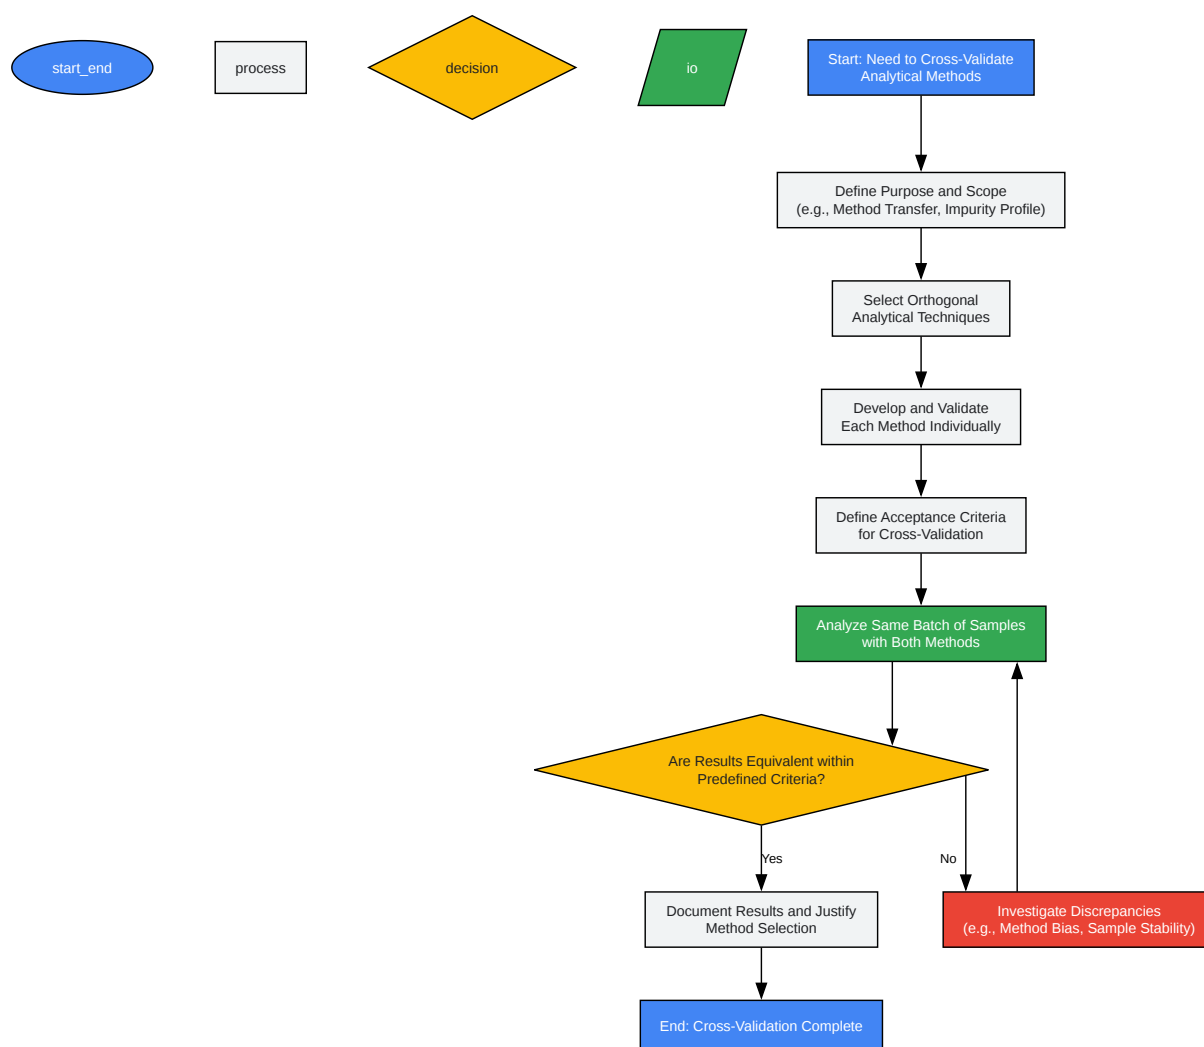 start_end
process
decision
io
Start: Need to Cross-Validate
Analytical Methods
Define Purpose and Scope
(e.g., Method Transfer, Impurity Profile)
Select Orthogonal
Analytical Techniques
Develop and Validate
Each Method Individually
Define Acceptance Criteria
for Cross-Validation
Analyze Same Batch of Samples
with Both Methods
Are Results Equivalent within
Predefined Criteria?
Yes
No
Document Results and Justify
Method Selection
Investigate Discrepancies
(e.g., Method Bias, Sample Stability)
End: Cross-Validation Complete